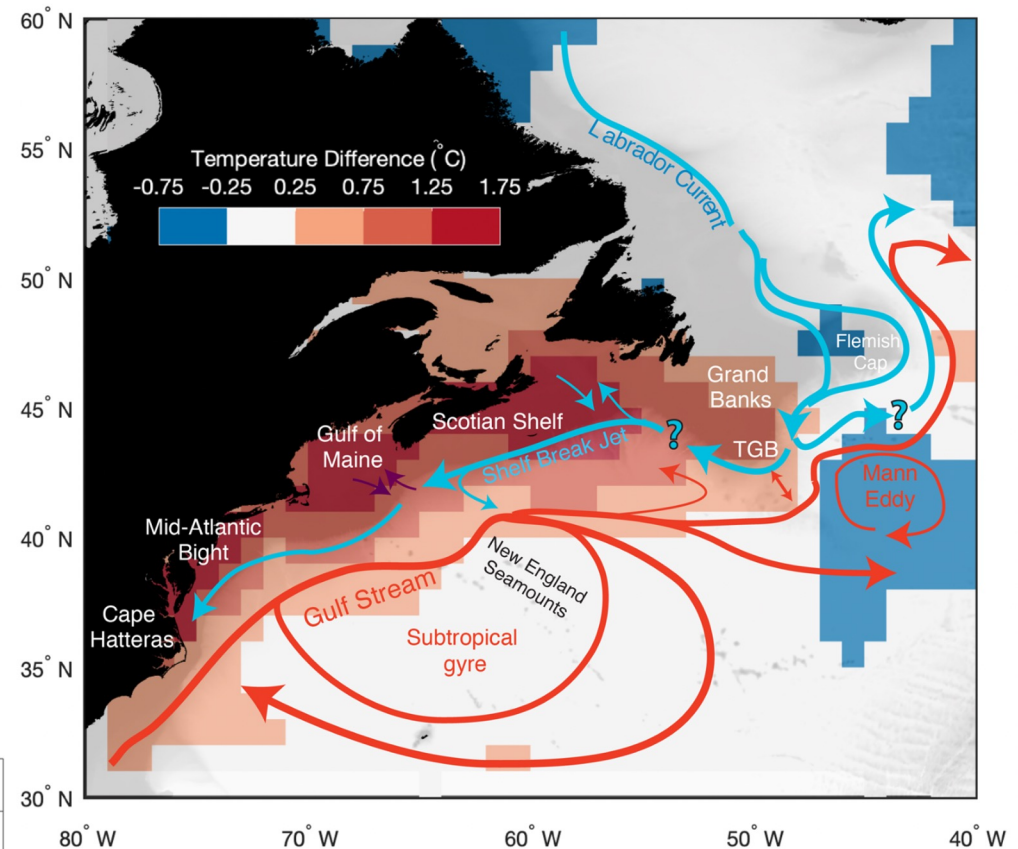 60° N
55° N
50° N
45° N
40° N
35° N
30° N
80° W
70° W
60° W
50° W
40° W
Temperature Difference (°C)
-0.75 -0.25 0.25 0.75 1.25 1.75
Labrador Current
Flemish
Cap
Grand
Banks
?
?
TGB
Scotian Shelf
Shelf Break Jet
Gulf of
Maine
Mann
Eddy
Mid-Atlantic
Bight
New England
Seamounts
Gulf Stream
Cape
Hatteras
Subtropical
gyre